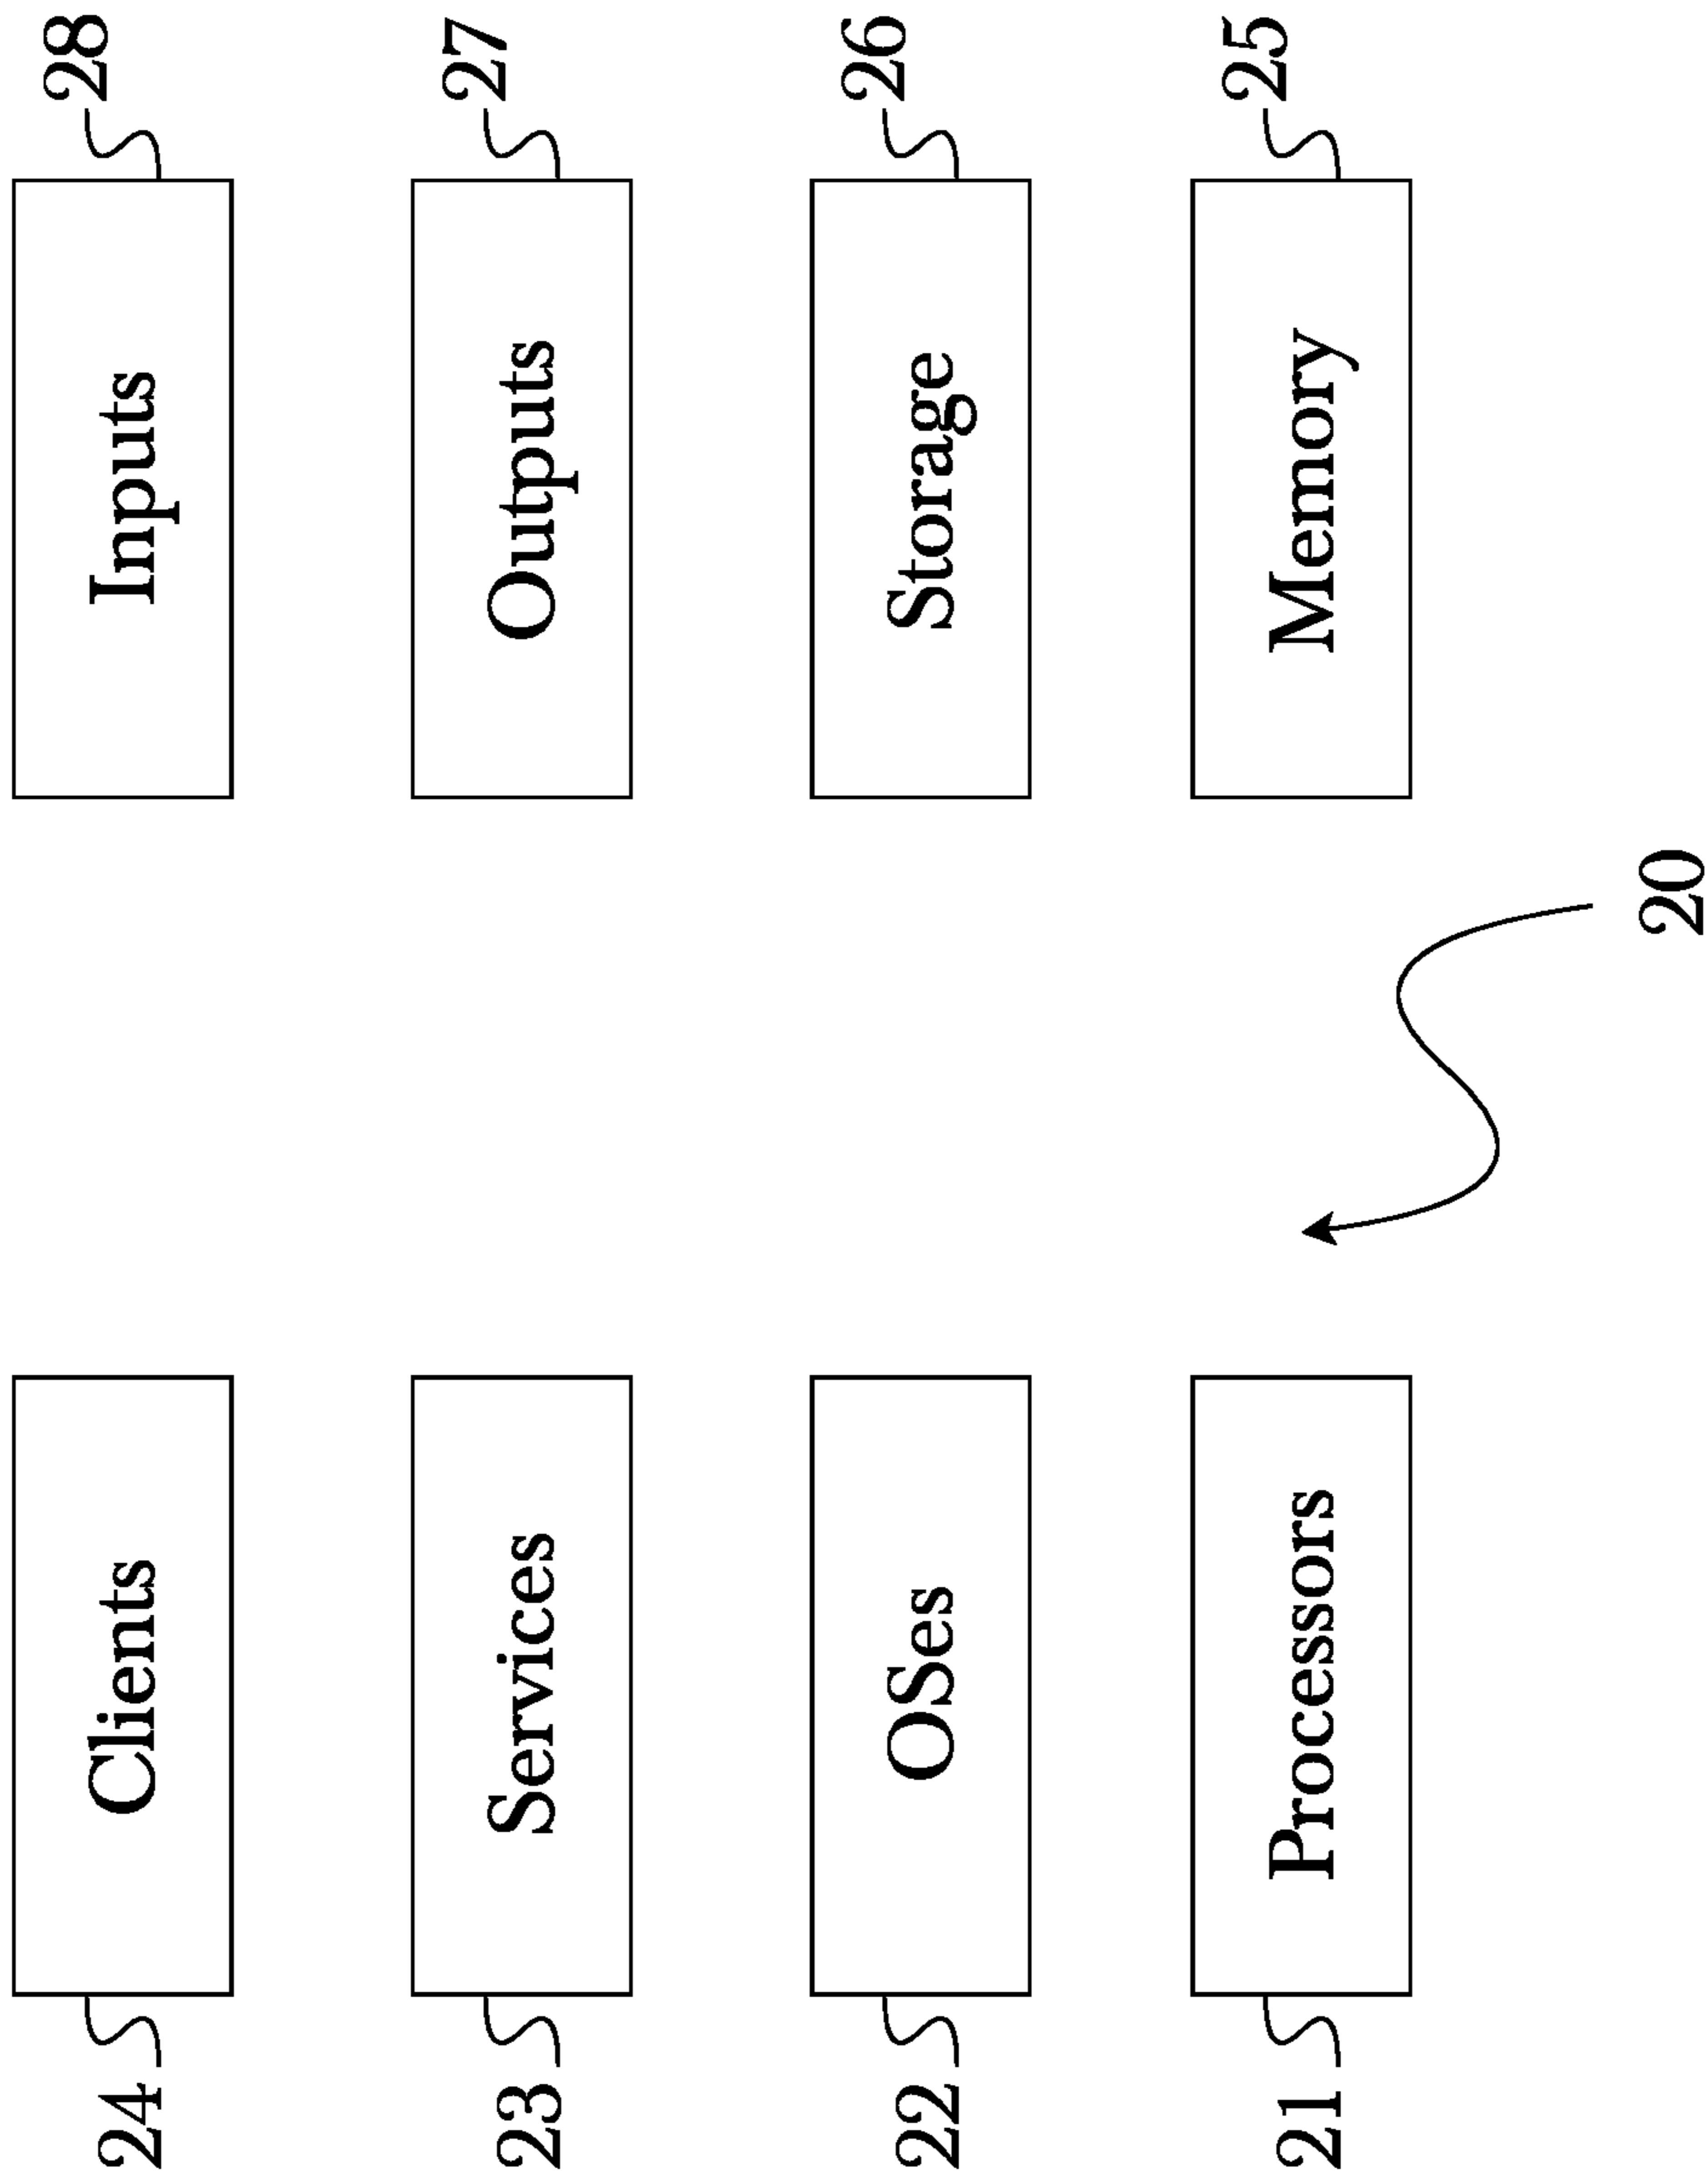 24 Clients Inputs 28
23 Services Outputs 27
22 OSes Storage 26
21 Processors Memory 25
20